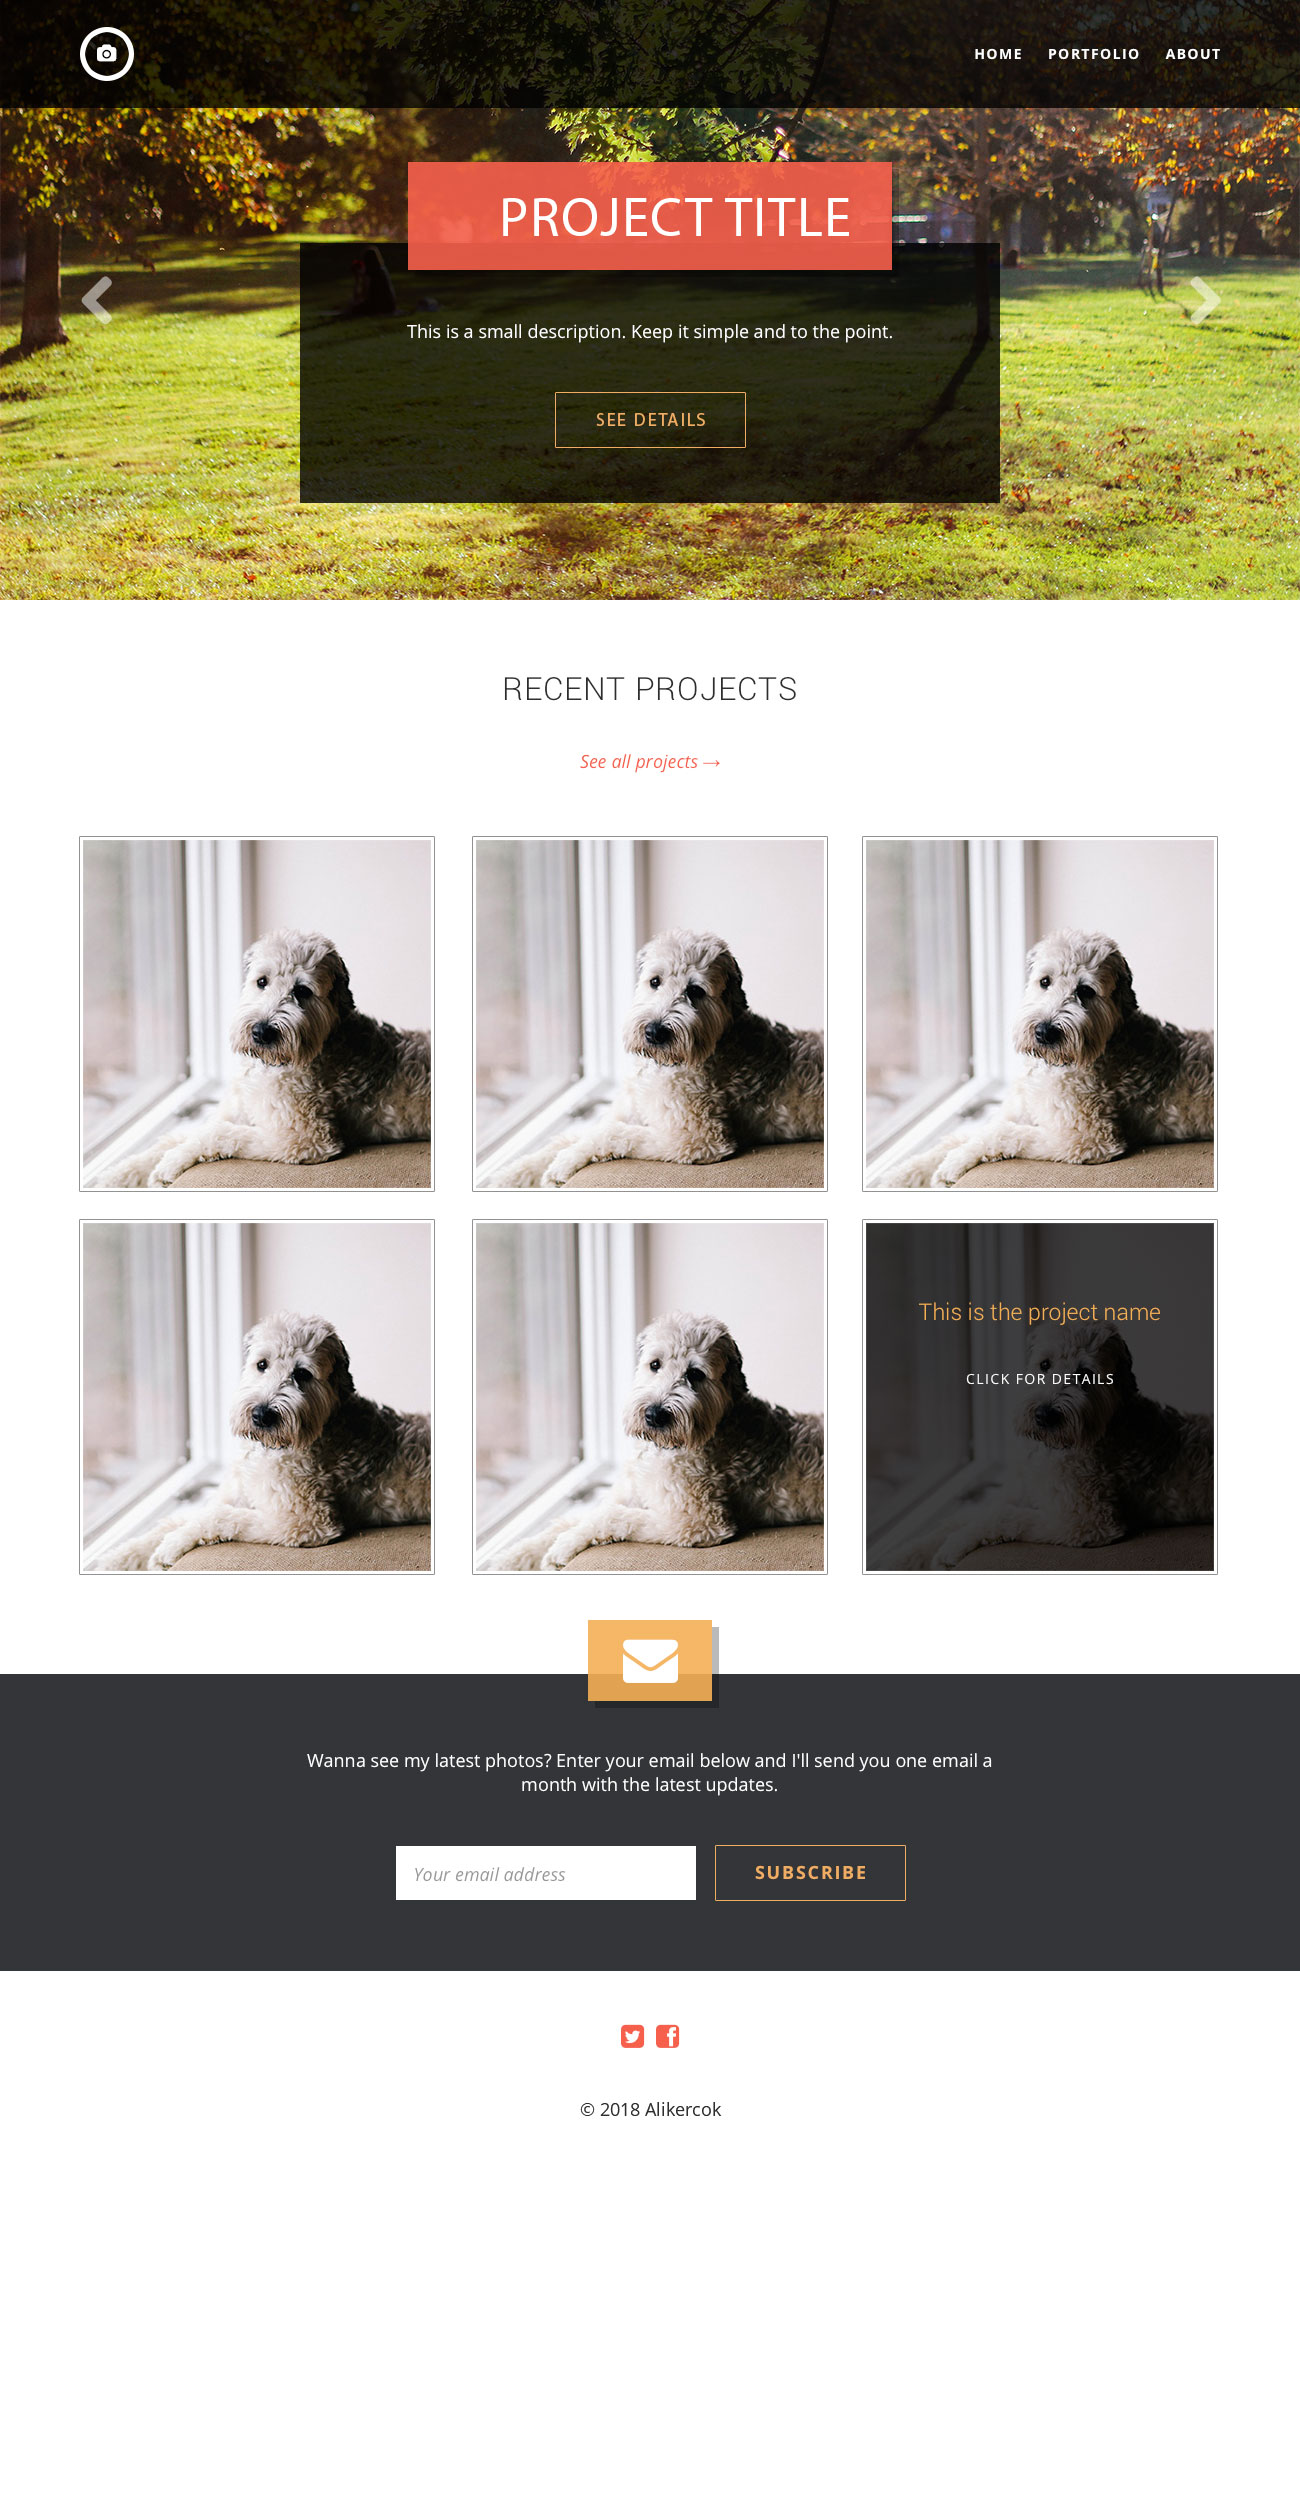 HOME PORTFOLIO ABOUT
PROJECT TITLE
This is a small description. Keep it simple and to the point.
SEE DETAILS
RECENT PROJECTS
See all projects →
This is the project name
CLICK FOR DETAILS
Wanna see my latest photos? Enter your email below and I'll send you one email a
month with the latest updates.
Your email address
SUBSCRIBE
© 2018 Alikercok